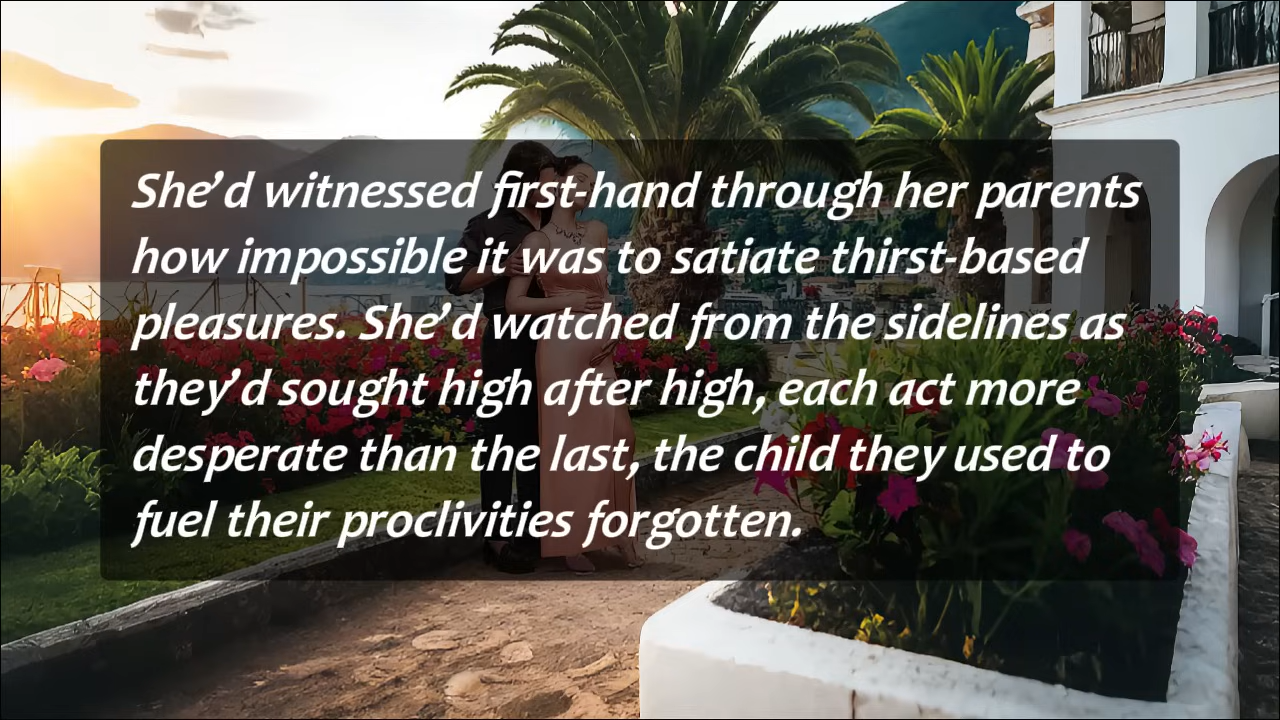 She’d witnessed first-hand through her parents
how impossible it was to satiate thirst-based
pleasures. She’d watched from the sidelines as
they’d sought high after high, each act more
desperate than the last, the child they used to
fuel their proclivities forgotten.